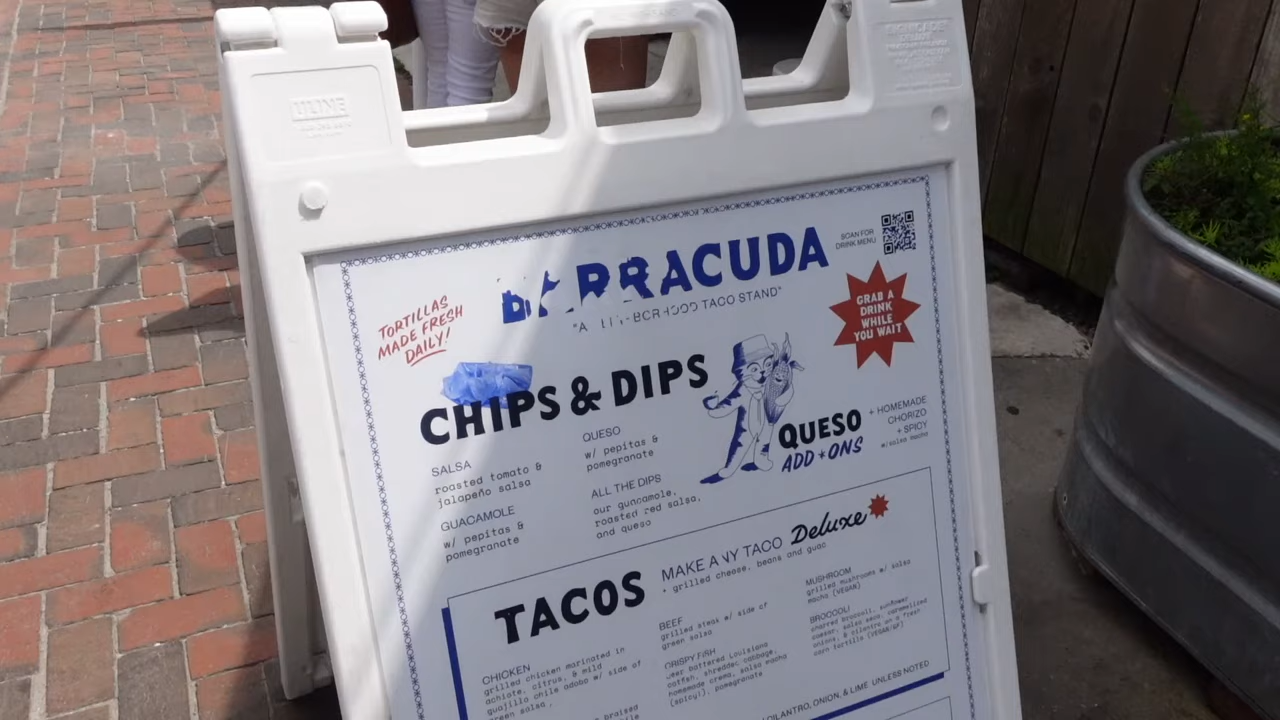 ULINE
BARRACUDA
TACO STAND"
SCAN FOR
DRINK MENU
TORTILLAS
MADE FRESH
DAILY!
GRAB A
DRINK
WHILE
YOU WAIT
CHIPS & DIPS
SALSA
roasted tomato &
jalapeño salsa
GUACAMOLE
w/ pepitas &
pomegranate
QUESO
w/ pepitas &
pomegranate
ALL THE DIPS
our guacamole,
roasted red salsa,
and queso
QUESO
ADD*ONS
+ HOMEMADE
CHORIZO
+ SPICY
w/salsa macha
TACOS
MAKE ANY TACO Deluxe
+ grilled cheese, beans and guac
CHICKEN
grilled chicken marinated in
achiote, citrus, & mild
guajillo chile adobo w/ side of
green salsa
braised
BEEF
grilled steak w/ side of
green salsa
CRISPY FISH
beer battered Louisiana
catfish, shredded cabbage,
homemade crema, salsa macha
(spicy!), pomegranate
MUSHROOM
grilled mushrooms w/ salsa
macha (VEGAN)
BROCCOLI
charred broccoli, sunflower
caesar, salsa seca, caramelized
onions, & cilantro on a fresh
corn tortilla (VEGAN/GF)
CILANTRO, ONION, & LIME UNLESS NOTED